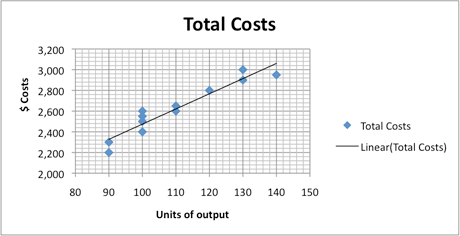 Total Costs
3,200
3,000
2,800
2,600
2,400
2,200
2,000
$ Costs
80 90 100 110 120 130 140 150
Units of output
Total Costs
Linear(Total Costs)